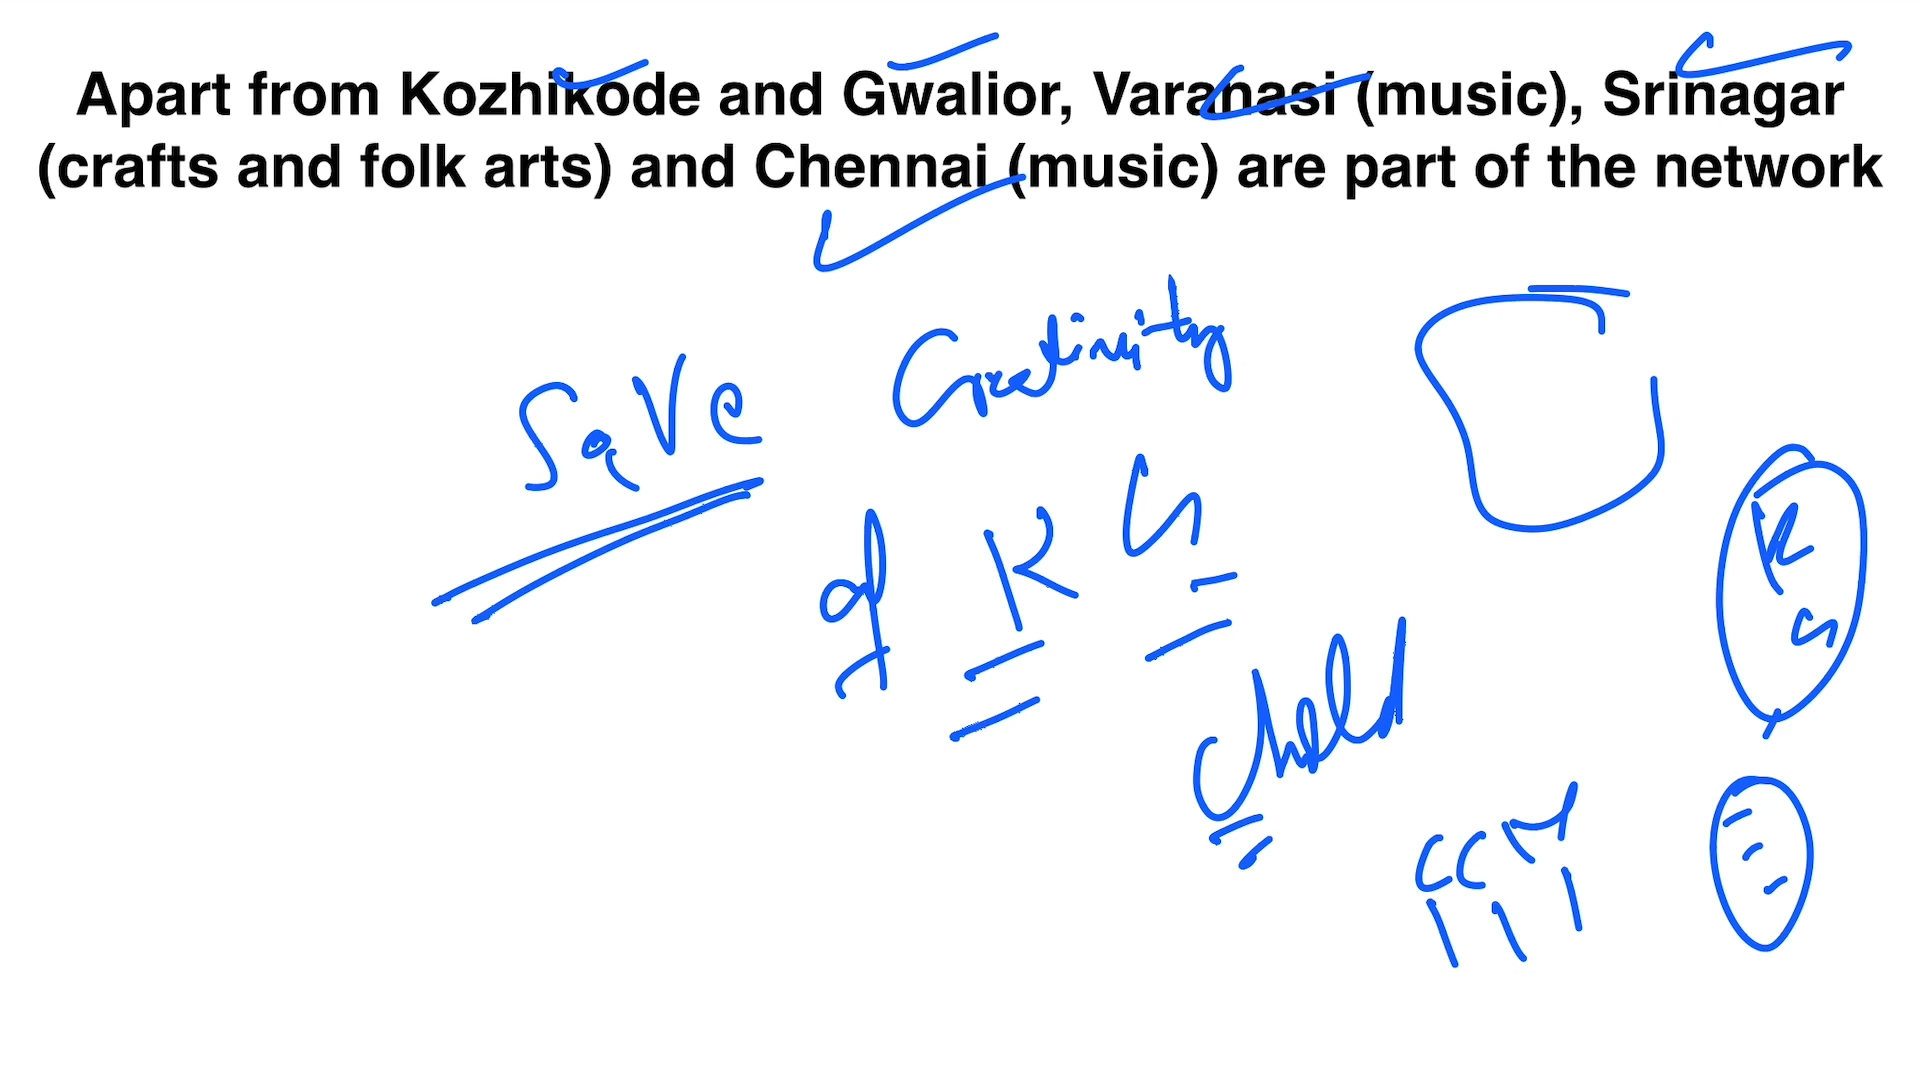 Apart from Kozhikode and Gwalior, Varanasi (music), Srinagar
(crafts and folk arts) and Chennai (music) are part of the network
Save
of K G
Child
CCM
K
G